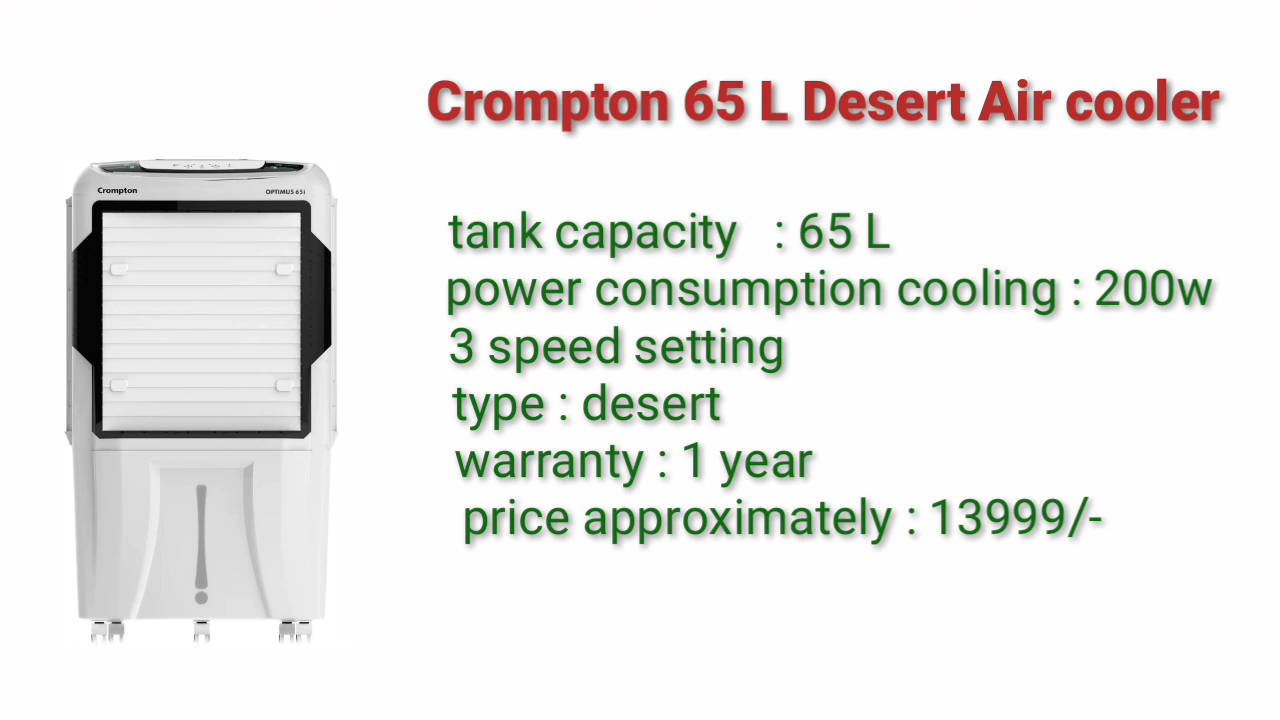 Crompton 65 L Desert Air cooler
Crompton OPTIMUS 65i
tank capacity : 65 L
power consumption cooling : 200w
3 speed setting
type : desert
warranty : 1 year
price approximately : 13999/-